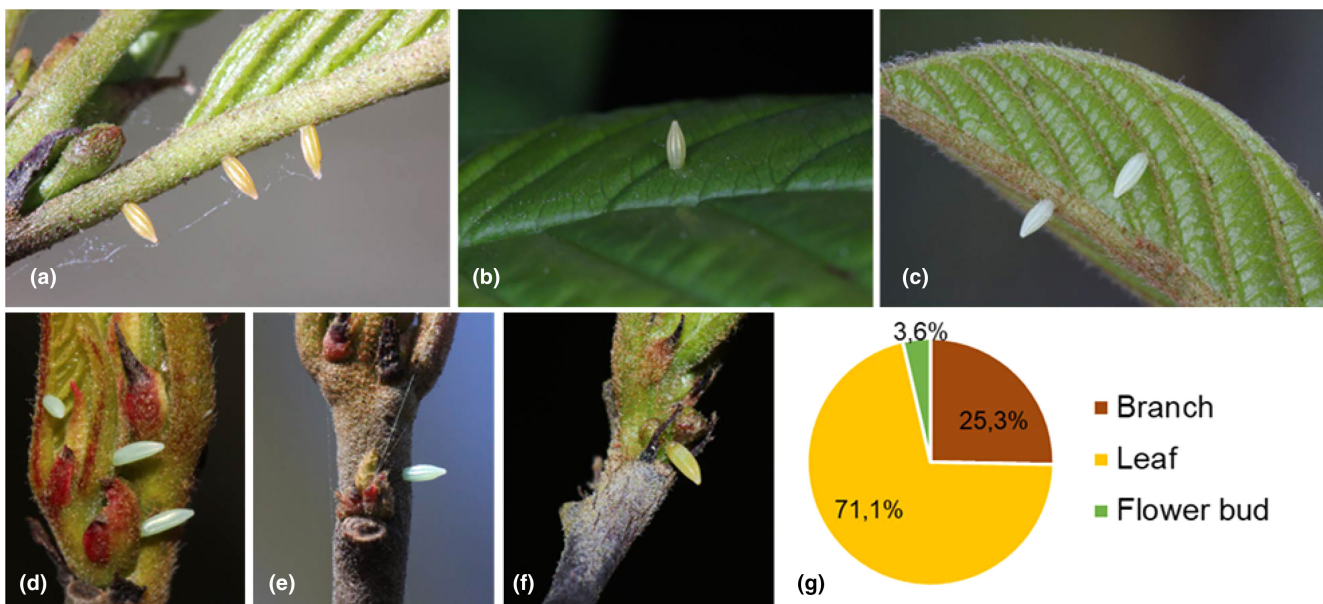 (a)
(b)
(c)
(d)
(e)
(f)
3,6%
25,3%
71,1%
Branch
Leaf
Flower bud
(g)